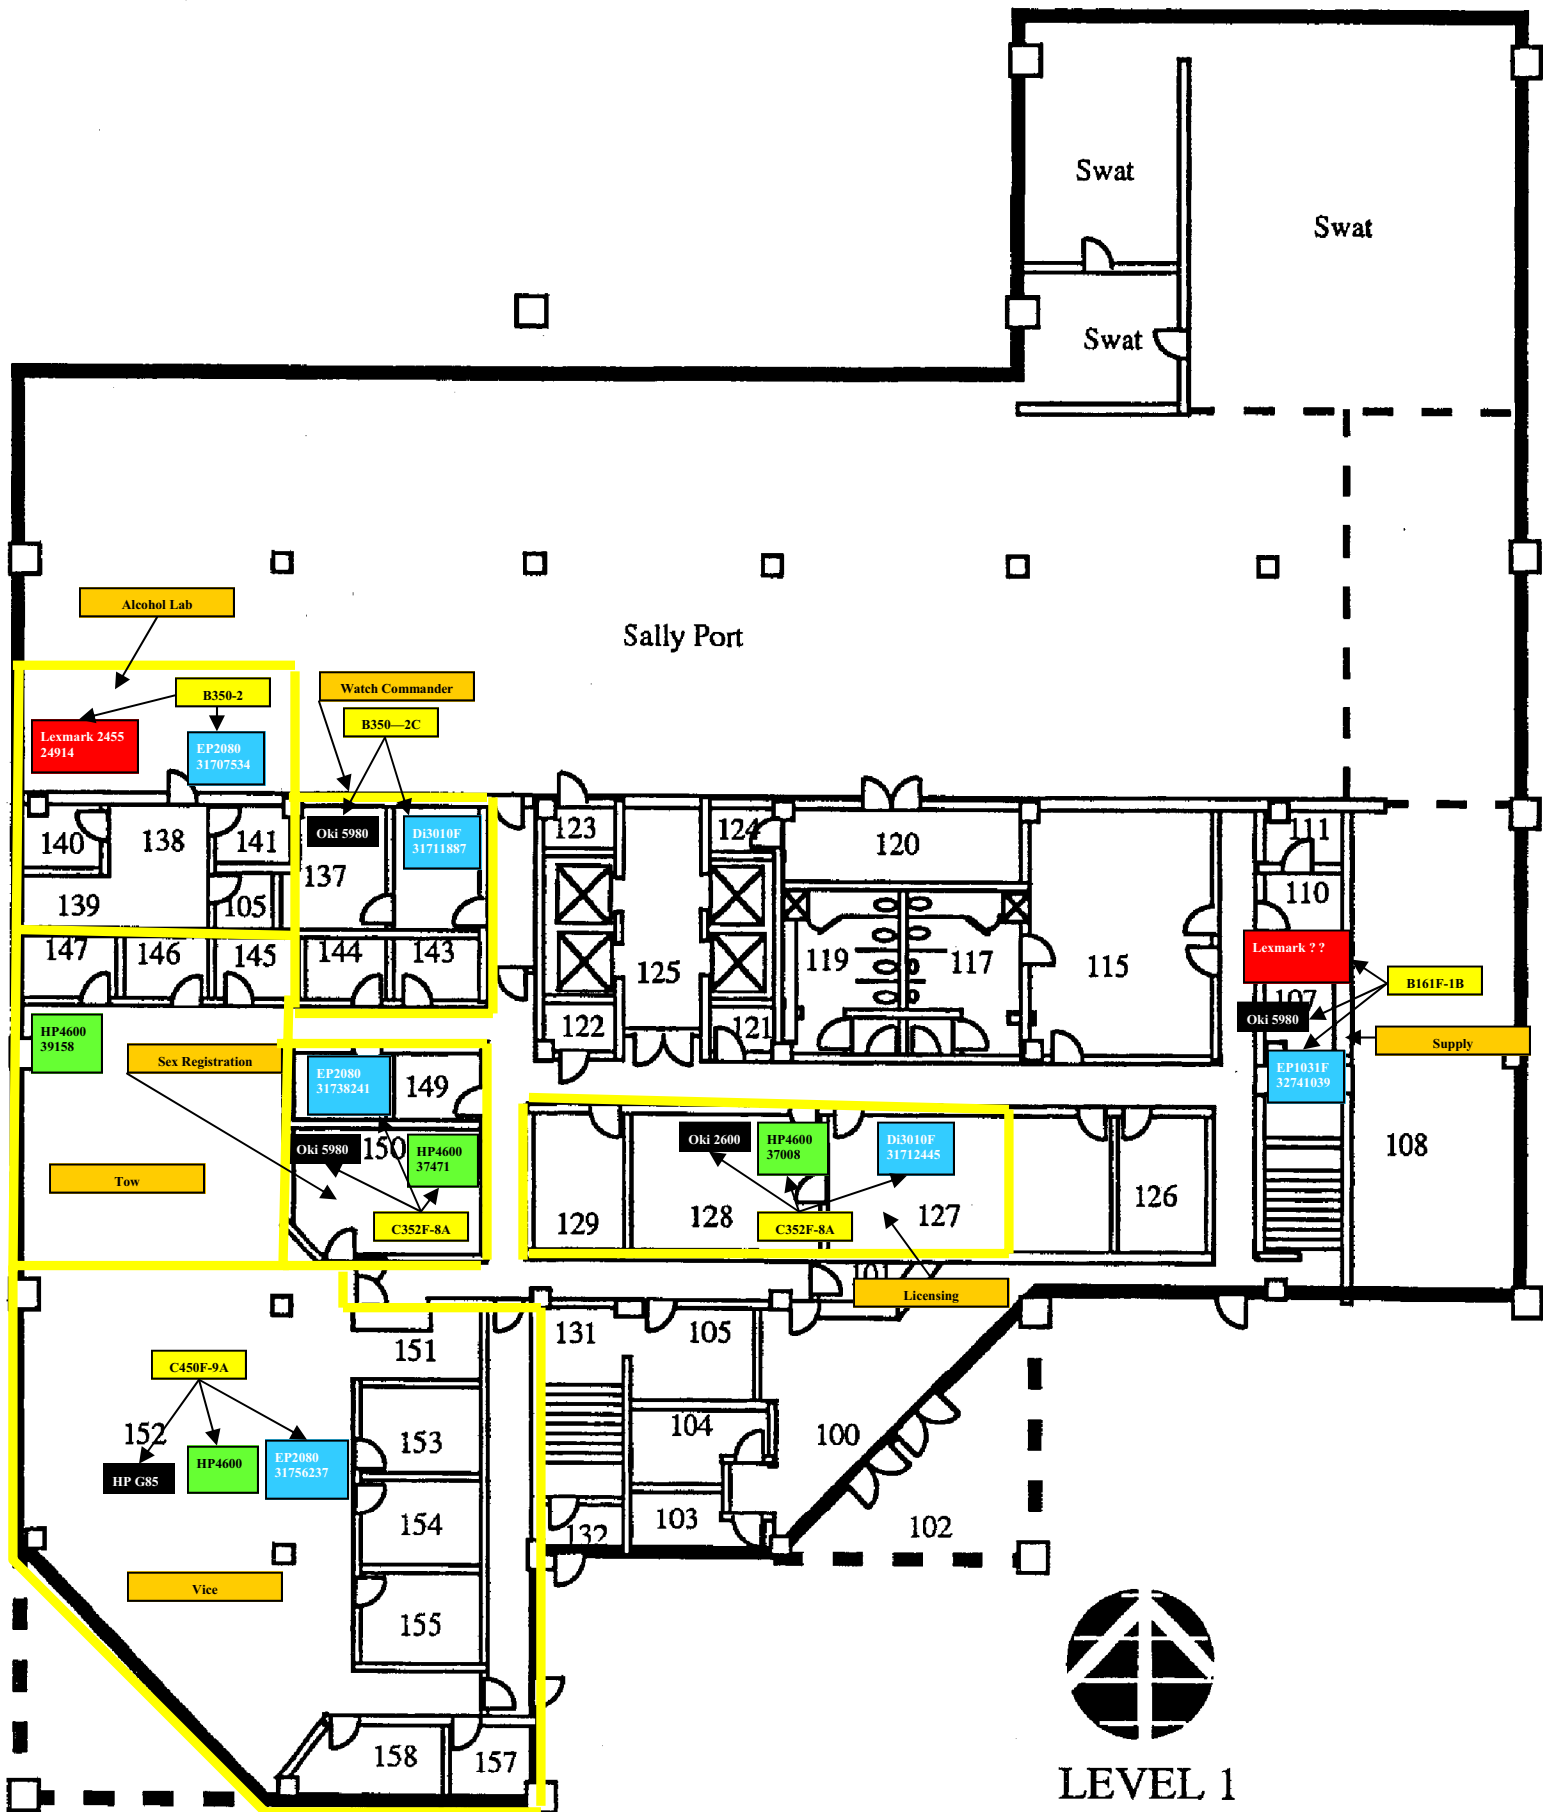 Swat
Swat
Swat
Sally Port
Alcohol Lab
B350-2
Lexmark 2455
24914
EP2080
31707534
Watch Commander
B350—2C
Oki 5980
Di3010F
31711887
140
138
141
137
139
105
147
146
145
144
143
123
124
120
125
119
117
115
122
121
111
110
Lexmark ? ?
107
Oki 5980
B161F-1B
Supply
EP1031F
32741039
108
HP4600
39158
Sex Registration
EP2080
31738241
149
Oki 5980
150
HP4600
37471
C352F-8A
Tow
Oki 2600
HP4600
37008
Di3010F
31712445
129
128
C352F-8A
127
126
101
Licensing
151
131
105
C450F-9A
152
HP G85
HP4600
EP2080
31756237
153
104
100
154
132
103
102
Vice
155
158
157
LEVEL 1